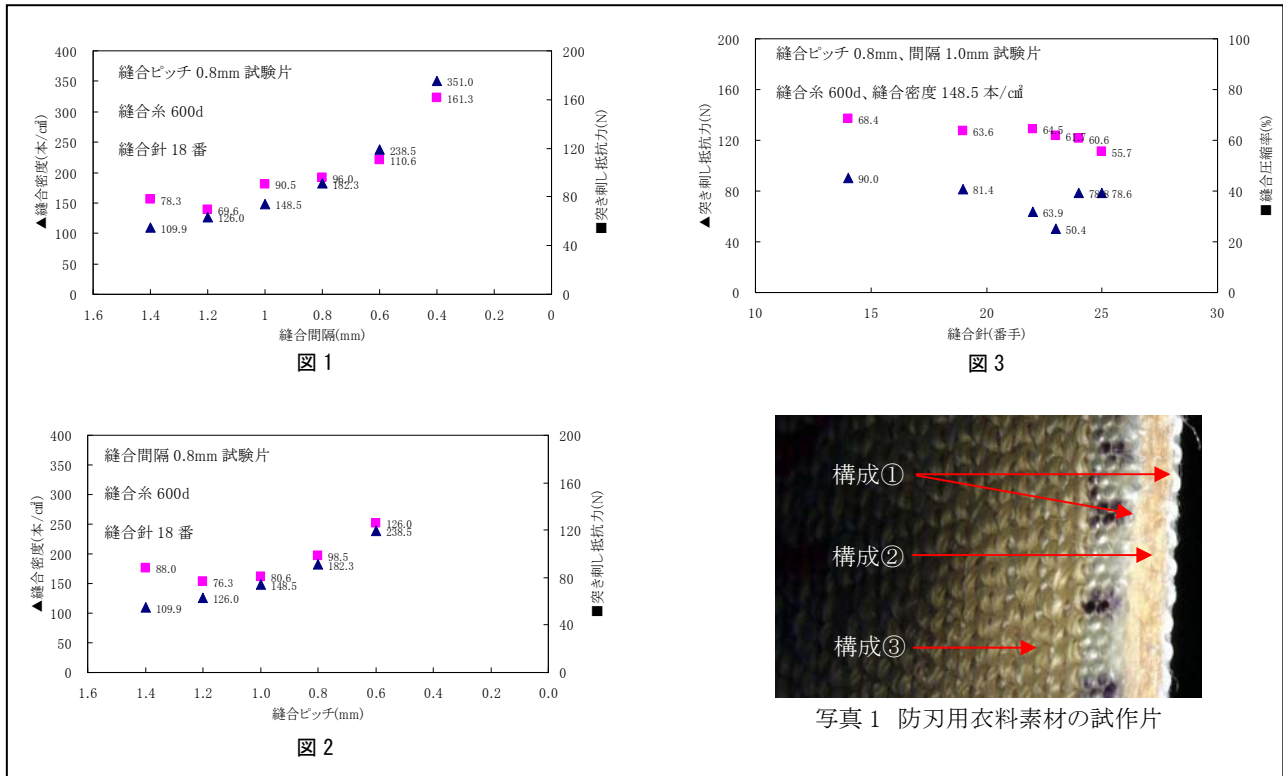 400
350
300
250
200
150
100
50
0
▲縫合密度(本/㎠)
200
160
120
80
40
0
■突き刺し抵抗力(N)
縫合ピッチ 0.8mm 試験片
縫合糸 600d
縫合針 18 番
78.3
109.9
69.6
126.0
90.5
148.5
96.0
182.3
238.5
110.6
351.0
161.3
1.6 1.4 1.2 1 0.8 0.6 0.4 0.2 0
縫合間隔(mm)
図 1
400
350
300
250
200
150
100
50
0
▲縫合密度(本/㎠)
200
160
120
80
40
0
■突き刺し抵抗力(N)
縫合間隔 0.8mm 試験片
縫合糸 600d
縫合針 18 番
88.0
109.9
76.3
126.0
80.6
148.5
98.5
182.3
126.0
238.5
1.6 1.4 1.2 1.0 0.8 0.6 0.4 0.2 0.0
縫合ピッチ(mm)
図 2
200
160
120
80
40
0
▲突き刺し抵抗力(N)
100
80
60
40
20
0
■縫合圧縮率(%)
縫合ピッチ 0.8mm、間隔 1.0mm 試験片
縫合糸 600d、縫合密度 148.5 本/㎠
68.4
63.6
64.5
60.6
55.7
90.0
81.4
63.9
50.4
78.6
10 15 20 25 30
縫合針(番手)
図 3
構成①
構成②
構成③
写真 1 防刃用衣料素材の試作片